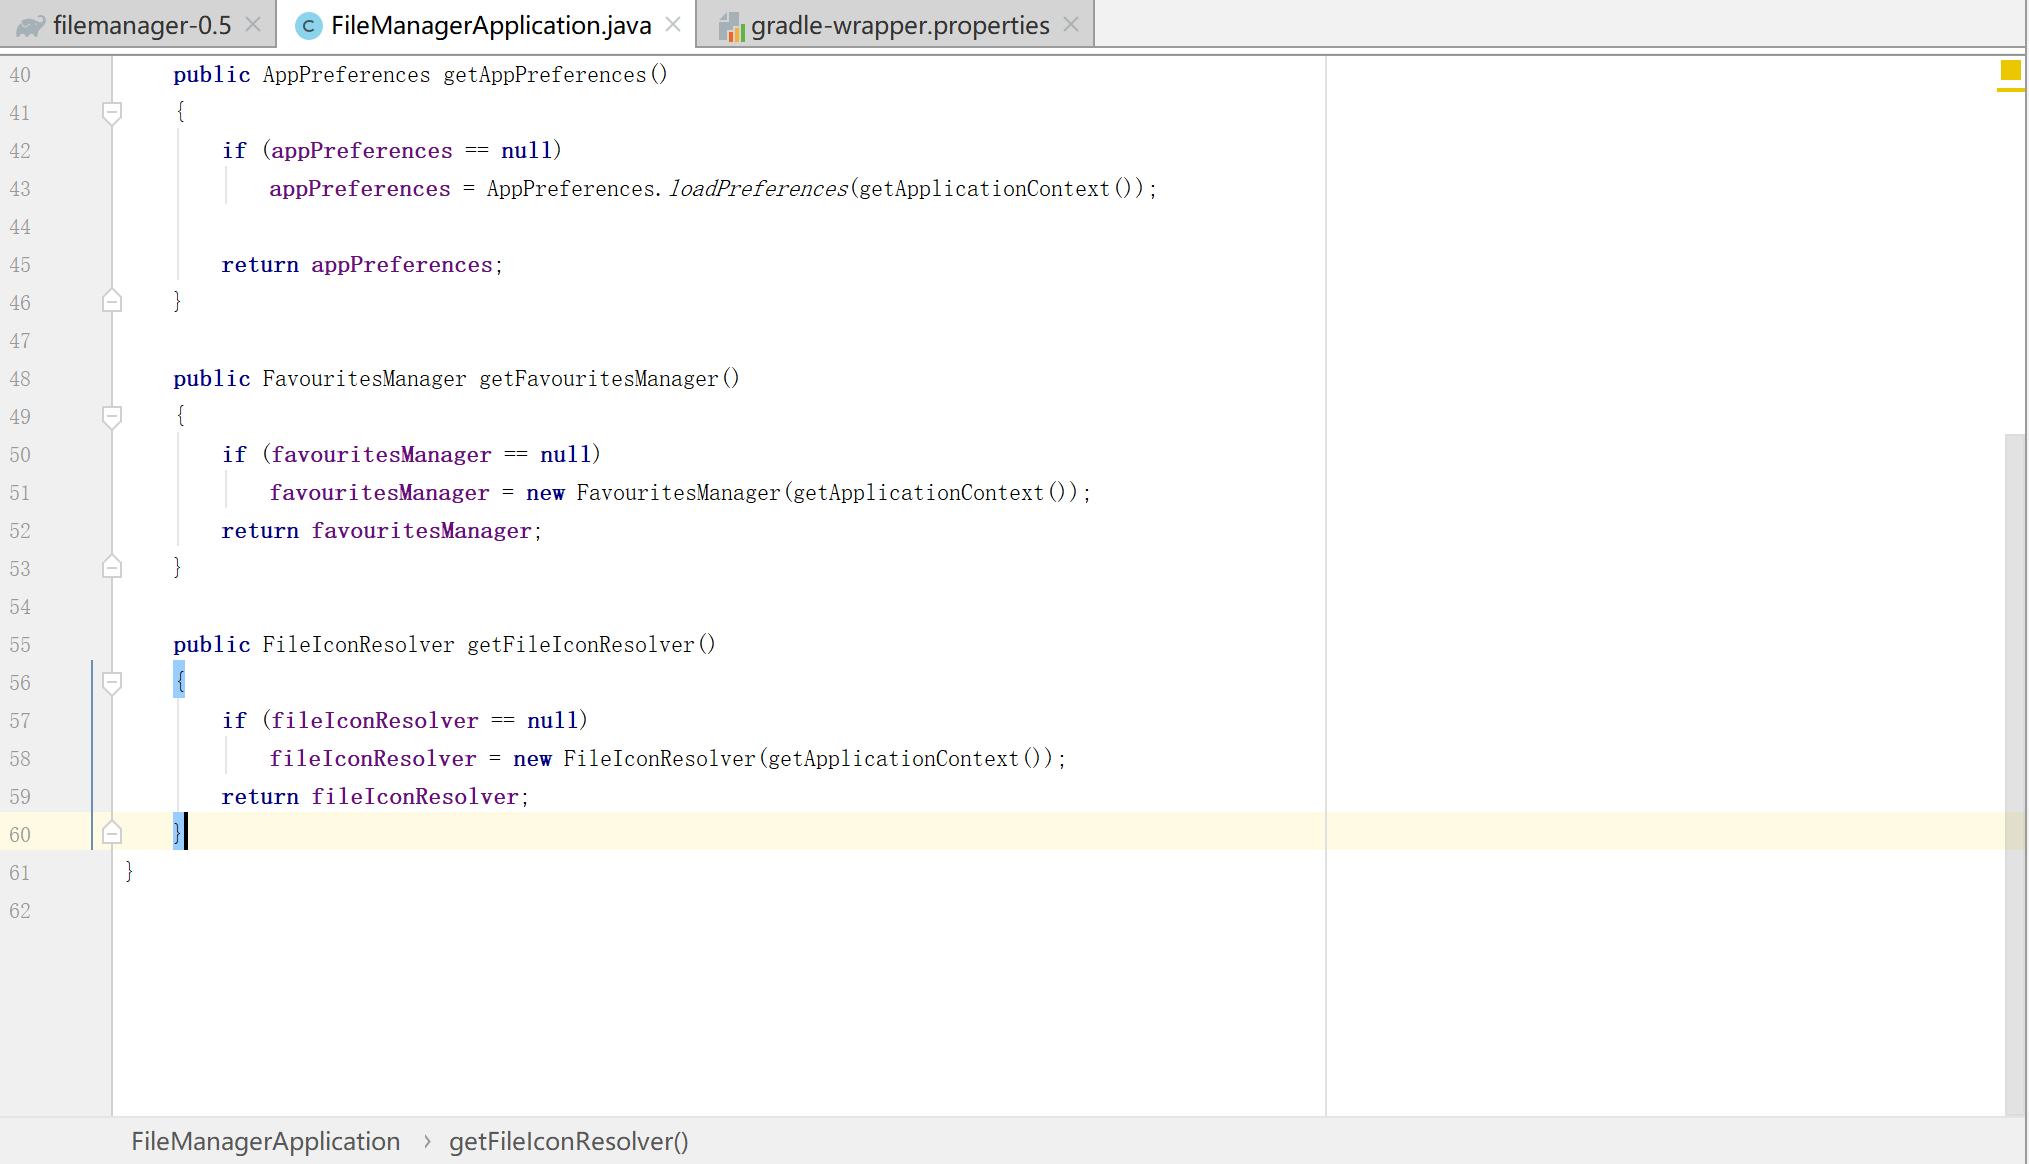 filemanager-0.5 FileManagerApplication.java gradle-wrapper.properties
40 public AppPreferences getAppPreferences()
41 {
42 if (appPreferences == null)
43 appPreferences = AppPreferences.loadPreferences(getApplicationContext());
44
45 return appPreferences;
46 }
47
48 public FavouritesManager getFavouritesManager()
49 {
50 if (favouritesManager == null)
51 favouritesManager = new FavouritesManager(getApplicationContext());
52 return favouritesManager;
53 }
54
55 public FileIconResolver getFileIconResolver()
56 {
57 if (fileIconResolver == null)
58 fileIconResolver = new FileIconResolver(getApplicationContext());
59 return fileIconResolver;
60 }
61 }
62
FileManagerApplication › getFileIconResolver()